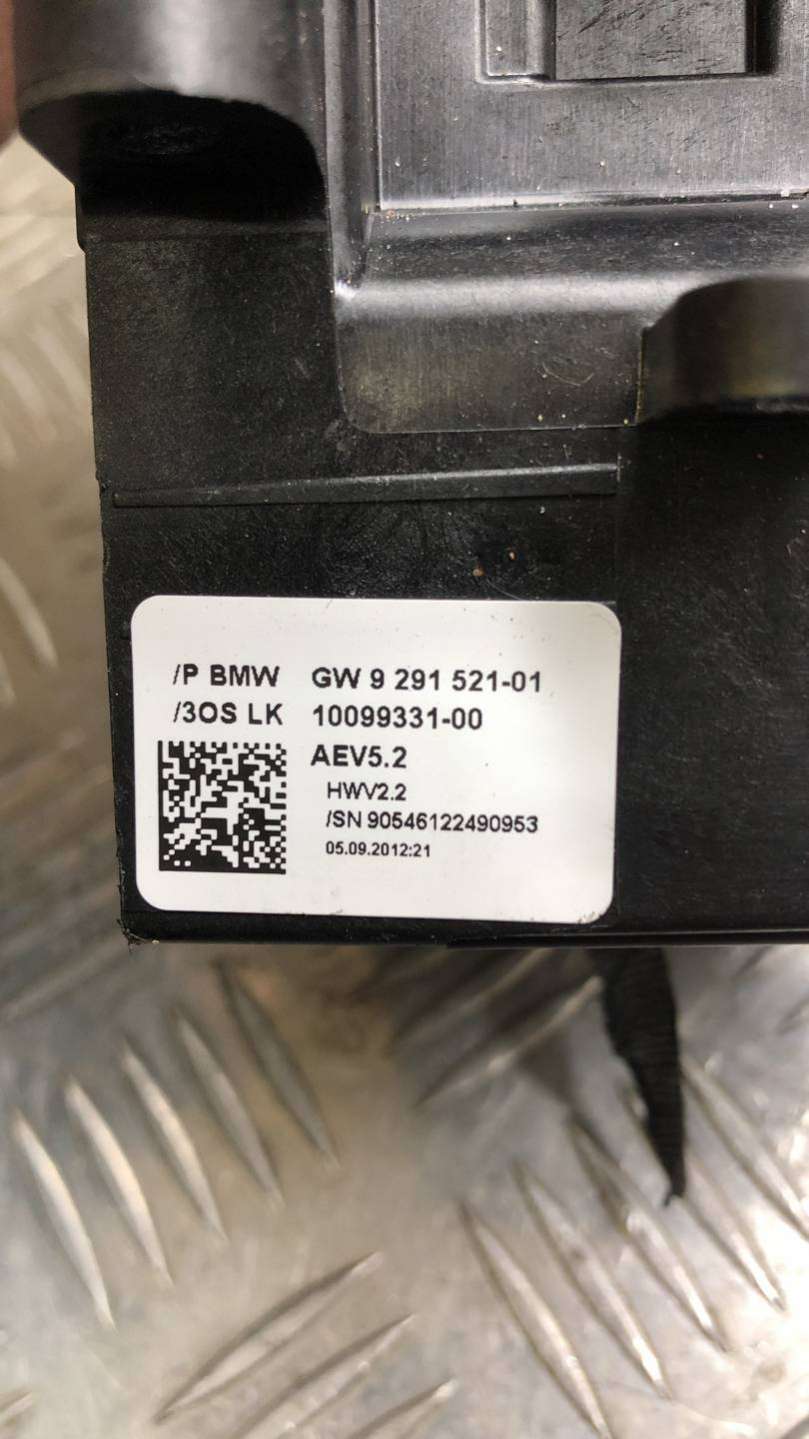 /P BMW GW 9 291 521-01
/3OS LK 10099331-00
AEV5.2
HWV2.2
/SN 90546122490953
05.09.2012:21